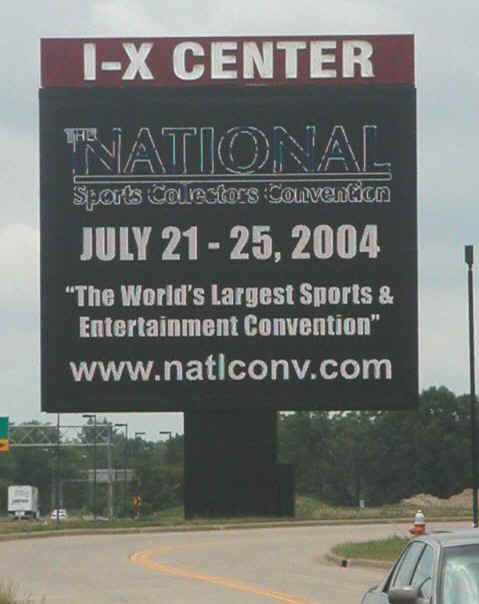 I-X CENTER
THE NATIONAL
Sports Collectors Convention
JULY 21 - 25, 2004
"The World's Largest Sports &
Entertainment Convention"
www.natlconv.com